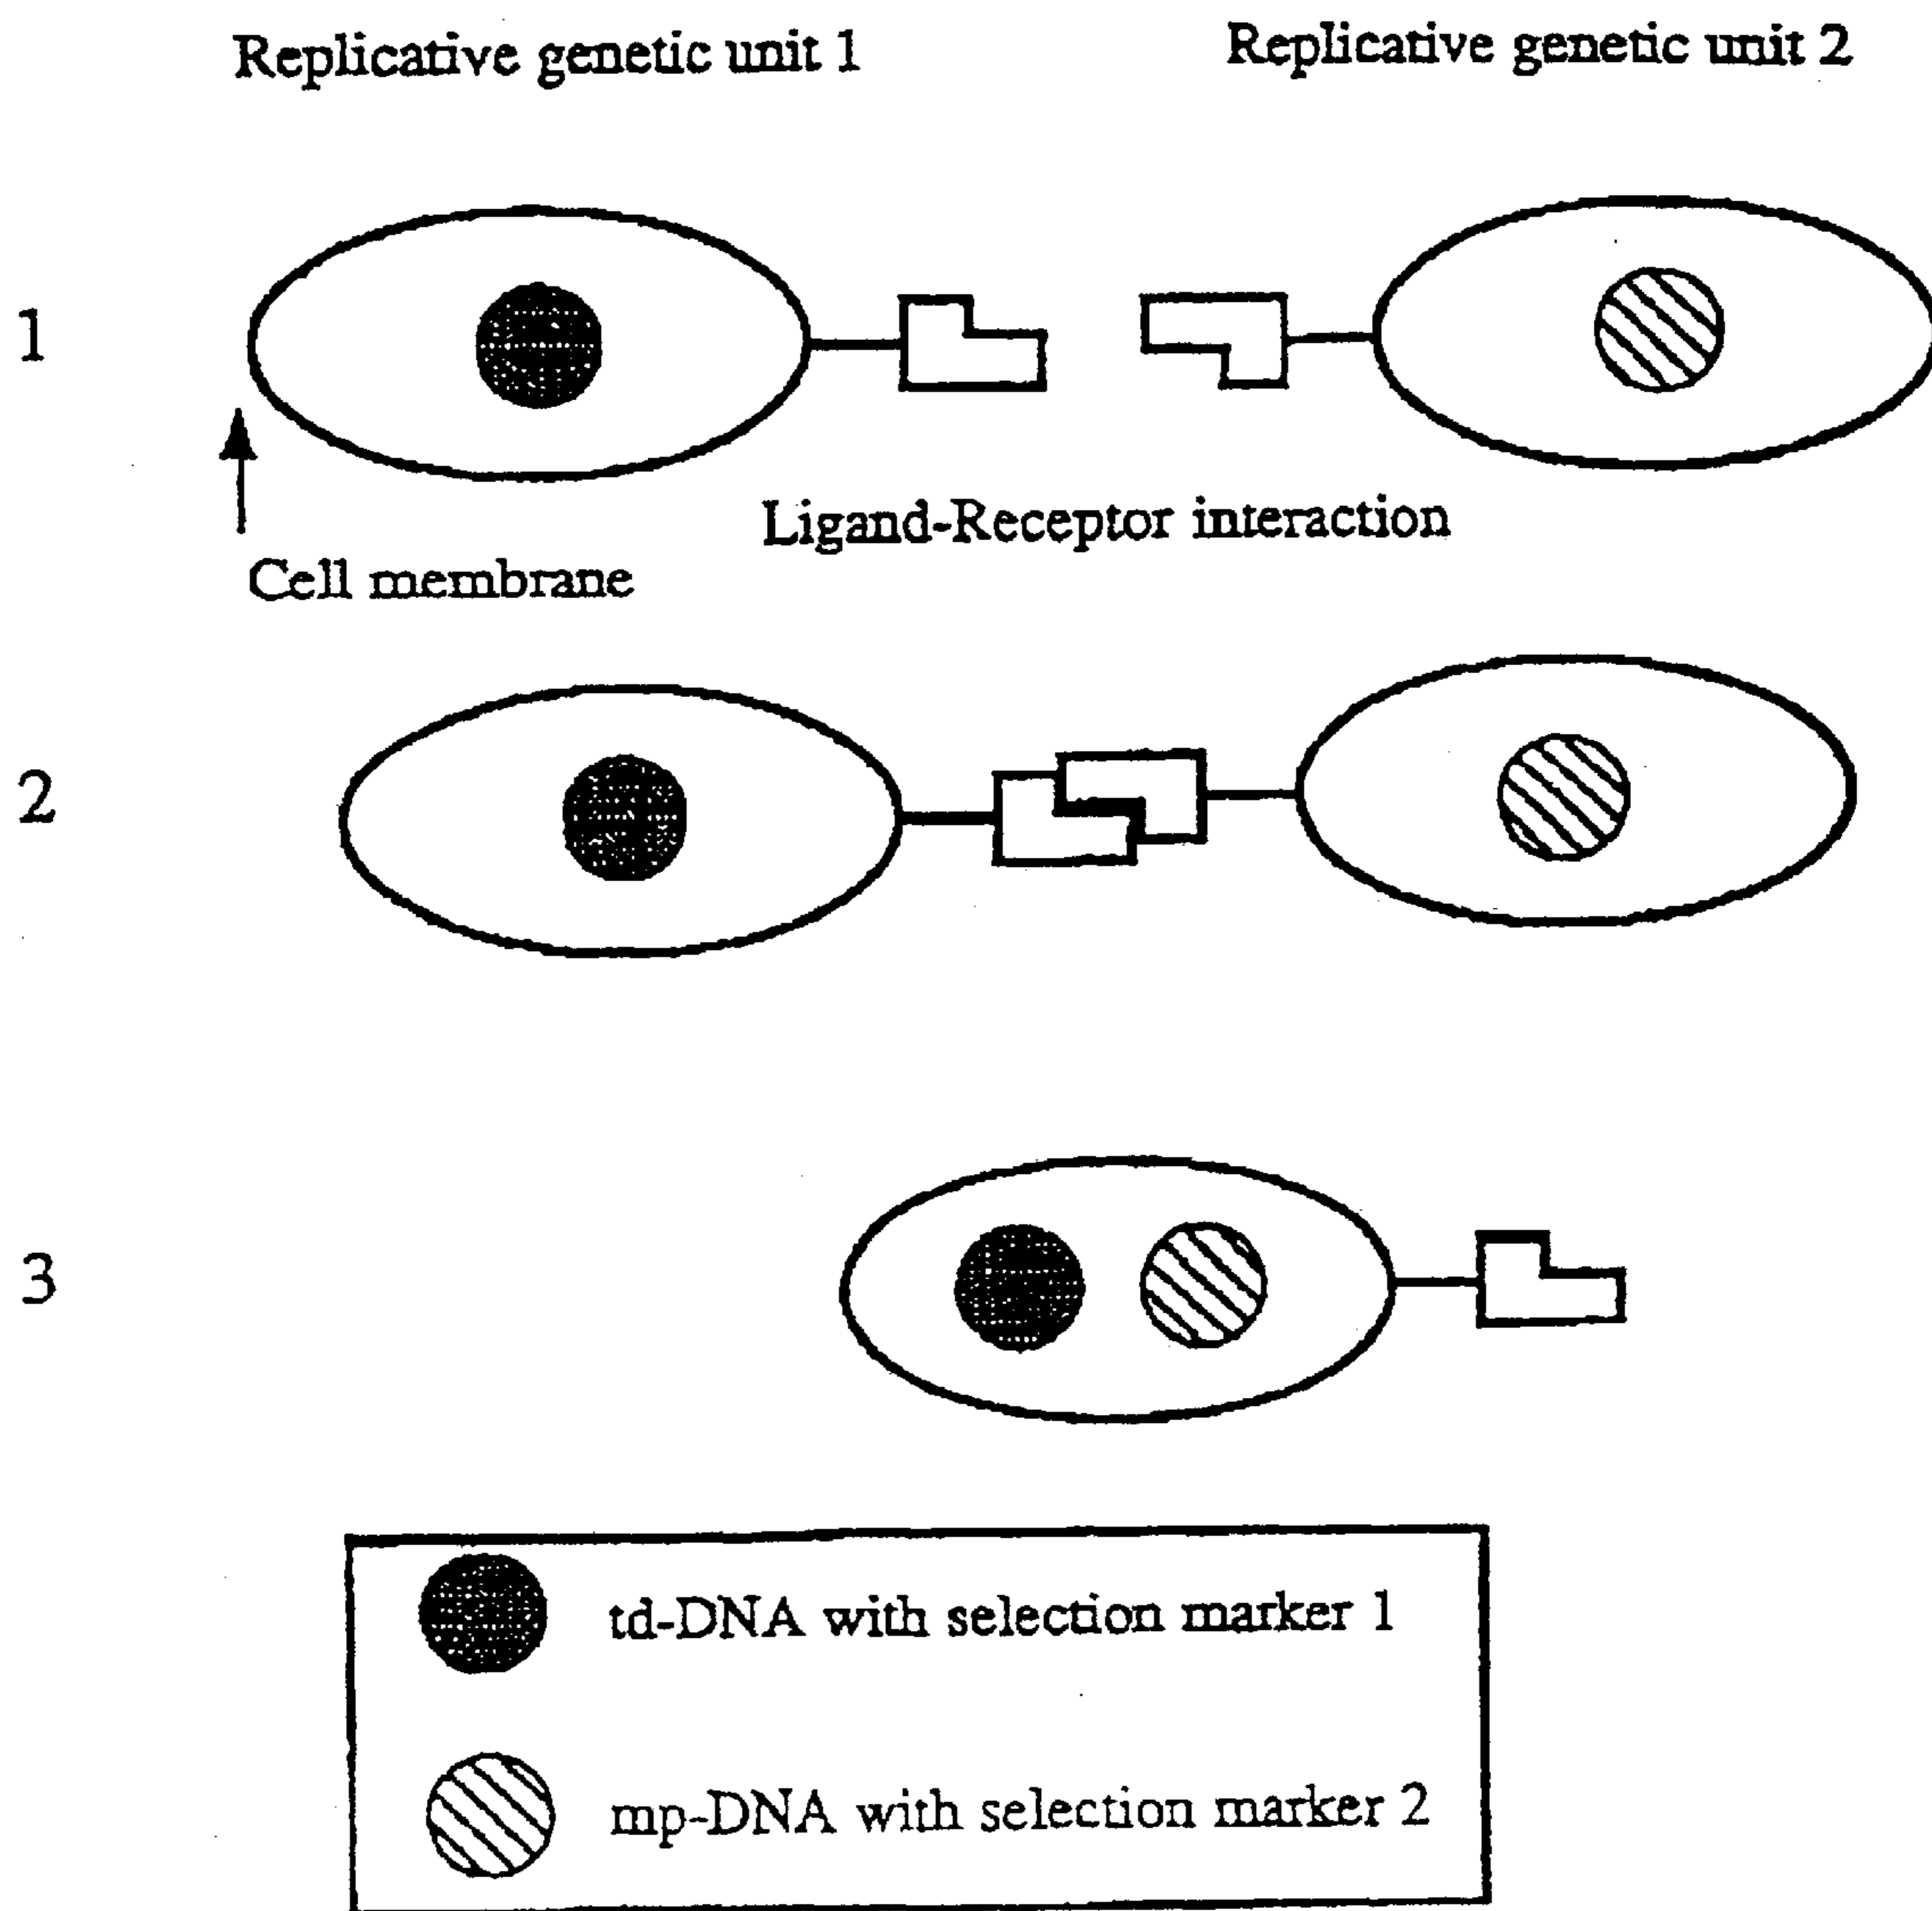 Replicative genetic unit 1
Replicative genetic unit 2
1
Ligand-Receptor interaction
Cell membrane
2
3
td-DNA with selection marker 1
mp-DNA with selection marker 2